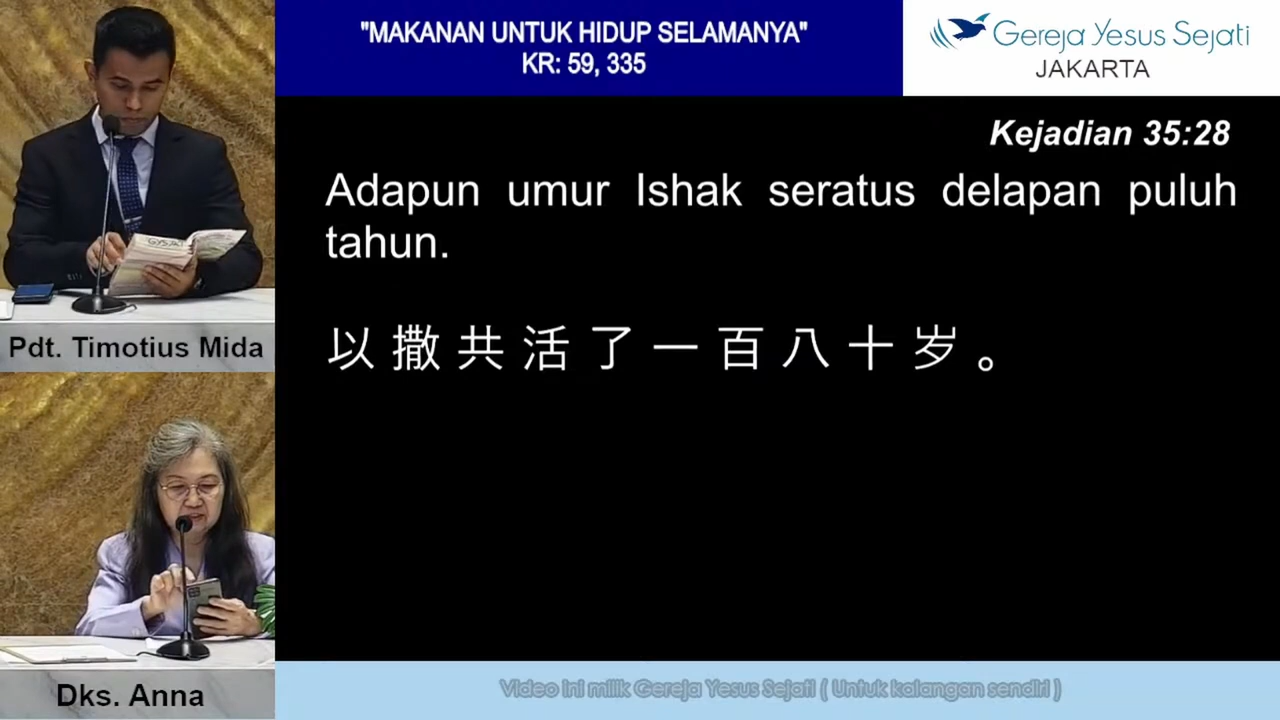 "MAKANAN UNTUK HIDUP SELAMANYA"
KR: 59, 335
Gereja Yesus Sejati
JAKARTA
Kejadian 35:28
Adapun umur Ishak seratus delapan puluh
tahun.
以撒共活了一百八十岁。
Pdt. Timotius Mida
Dks. Anna
Video ini milik Gereja Yesus Sejati ( Untuk kalangan sendiri )